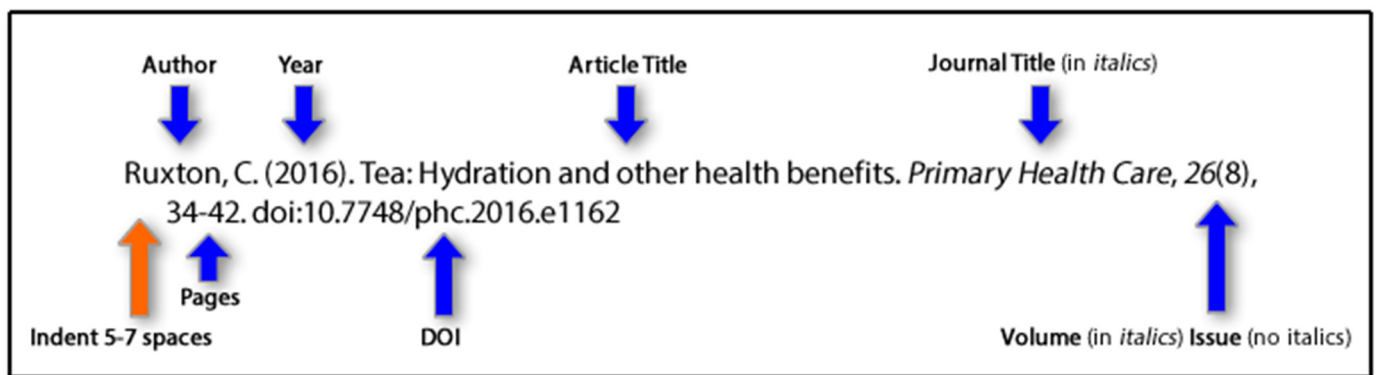 Author Year Article Title Journal Title (in italics)
Ruxton, C. (2016). Tea: Hydration and other health benefits. Primary Health Care, 26(8),
34-42. doi:10.7748/phc.2016.e1162
Pages
Indent 5-7 spaces DOI Volume (in italics) Issue (no italics)